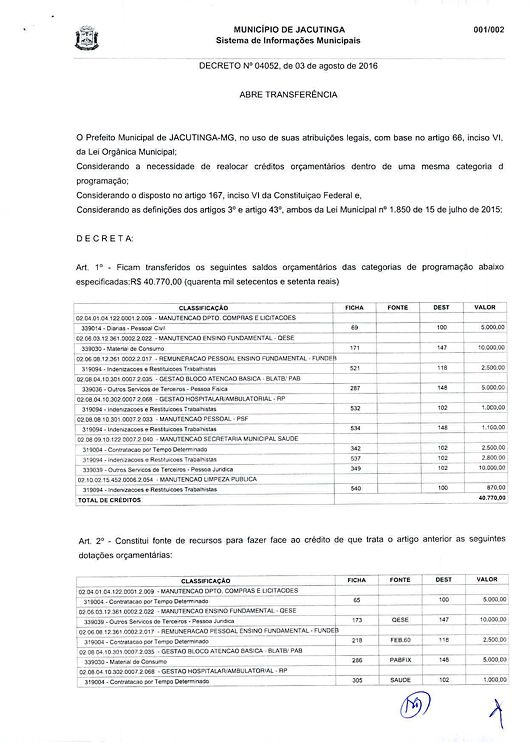 MUNICÍPIO DE JACUTINGA
001/002
Sistema de Informações Municipais
DECRETO Nº 04052, de 03 de agosto de 2016
ABRE TRANSFERÊNCIA
O Prefeito Municipal de JACUTINGA-MG, no uso de suas atribuições legais, com base no artigo 66, inciso VI,
da Lei Orgânica Municipal;
Considerando a necessidade de realocar créditos orçamentários dentro de uma mesma categoria d
programação;
Considerando o disposto no artigo 167, inciso VI da Constituiçao Federal e,
Considerando as definições dos artigos 3º e artigo 43º, ambos da Lei Municipal nº 1.850 de 15 de julho de 2015;
D E C R E T A:
Art. 1º - Ficam transferidos os seguintes saldos orçamentários das categorias de programação abaixo
especificadas:R$ 40.770,00 (quarenta mil setecentos e setenta reais)
CLASSIFICAÇÃO FICHA FONTE DEST VALOR
02.04.01.04.122.0001.2.009 - MANUTENCAO DPTO. COMPRAS E LICITACOES
339014 - Diarias - Pessoal Civil 69 100 5.000,00
02.06.03.12.361.0002.2.022 - MANUTENCAO ENSINO FUNDAMENTAL - QESE
339030 - Material de Consumo 171 147 10.000,00
02.06.08.12.361.0002.2.017 - REMUNERACAO PESSOAL ENSINO FUNDAMENTAL - FUNDEB
319094 - Indenizacoes e Restituicoes Trabalhistas 521 118 2.500,00
02.08.04.10.301.0007.2.035 - GESTAO BLOCO ATENCAO BASICA - BLATB/ PAB
339036 - Outros Servicos de Terceiros - Pessoa Fisica 287 148 5.000,00
02.08.04.10.302.0007.2.068 - GESTAO HOSPITALAR/AMBULATORIAL - RP
319094 - Indenizacoes e Restituicoes Trabalhistas 532 102 1.000,00
02.08.08.10.301.0007.2.033 - MANUTENCAO PESSOAL - PSF
319094 - Indenizacoes e Restituicoes Trabalhistas 534 148 1.100,00
02.08.09.10.122.0007.2.040 - MANUTENCAO SECRETARIA MUNICIPAL SAUDE
319004 - Contratacao por Tempo Determinado 342 102 2.500,00
319094 - Indenizacoes e Restituicoes Trabalhistas 537 102 2.800,00
339039 - Outros Servicos de Terceiros - Pessoa Juridica 349 102 10.000,00
02.10.02.15.452.0006.2.054 - MANUTENCAO LIMPEZA PUBLICA
319094 - Indenizacoes e Restituicoes Trabalhistas 540 100 870,00
TOTAL DE CRÉDITOS 40.770,00
Art. 2º - Constitui fonte de recursos para fazer face ao crédito de que trata o artigo anterior as seguintes
dotações orçamentárias:
CLASSIFICAÇÃO FICHA FONTE DEST VALOR
02.04.01.04.122.0001.2.009 - MANUTENCAO DPTO. COMPRAS E LICITACOES
319004 - Contratacao por Tempo Determinado 65 100 5.000,00
02.06.03.12.361.0002.2.022 - MANUTENCAO ENSINO FUNDAMENTAL - QESE
339039 - Outros Servicos de Terceiros - Pessoa Juridica 173 QESE 147 10.000,00
02.06.08.12.361.0002.2.017 - REMUNERACAO PESSOAL ENSINO FUNDAMENTAL - FUNDEB
319004 - Contratacao por Tempo Determinado 218 FEB.60 118 2.500,00
02.08.04.10.301.0007.2.035 - GESTAO BLOCO ATENCAO BASICA - BLATB/ PAB
339030 - Material de Consumo 286 PABFIX 148 5.000,00
02.08.04.10.302.0007.2.068 - GESTAO HOSPITALAR/AMBULATORIAL - RP
319004 - Contratacao por Tempo Determinado 305 SAUDE 102 1.000,00